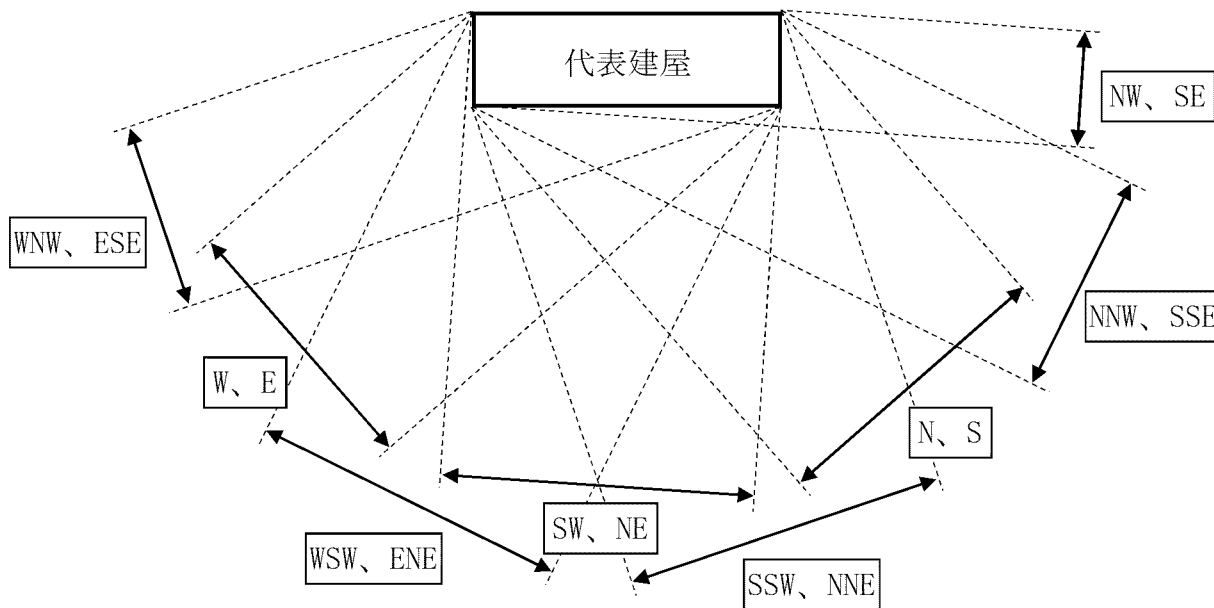 代表建屋
NW、SE
WNW、ESE
NNW、SSE
W、E
N、S
SW、NE
WSW、ENE
SSW、NNE